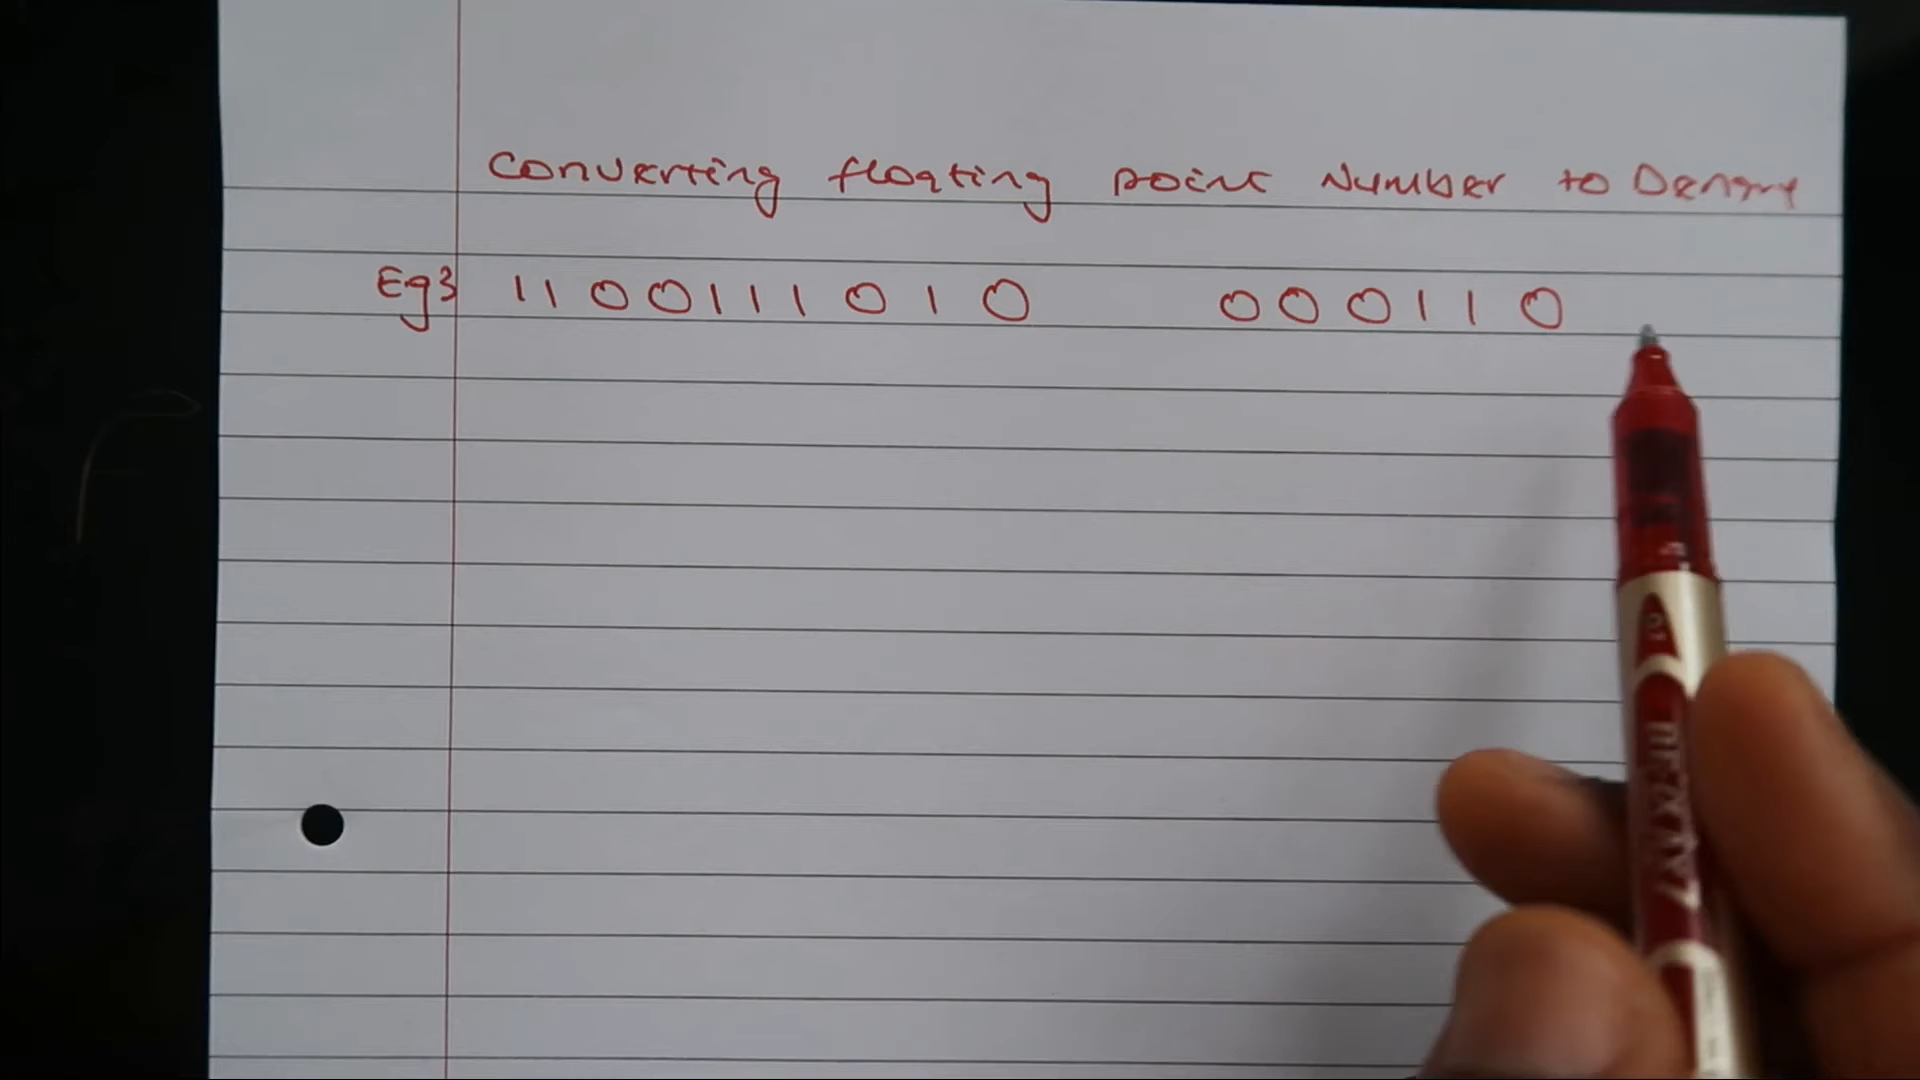 Converting floating point Number to Denary
Eg3 1100111010 000110